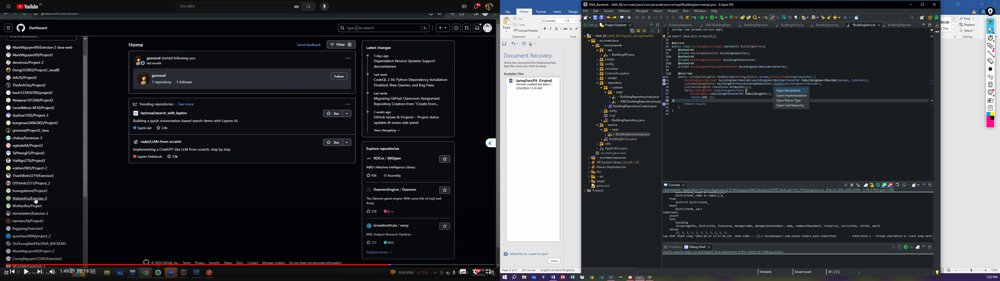 YouTube VN
Tìm kiếm
9+
github.com/dashboard
Dashboard
Type / to search
Find a repository...
ManhNguyen09/Exercise-2-Java-web
ManhNguyen09/Project2
devsirose/Project-2
DungLV2003/Project2_JavaBE
dvk26/Project2
TheAnhOxy/Project2
bach123456789/project2
Newpear101204/Project2
LionelMessi-M10/Project2
duyhoa1502/Project-2
kungman24062003/Project2
grenzod/Project2_Java
chalua/Excercise-3
nghiale04/Project2
TaPhongFS/Project2
HaiNgo276/Project2
vokhin2003/Project-2
ThanhBinh2219/Exercise3
DThVinh2511/Project_2
hoangdatvoi/Project2
Ngleanthu/Exercise-3
MoNacRoi/Project
stevetaidev/Exercise-2
tamtam24/Project2
lhggiang/Exercise3
quocbao2004/project_2
DuDuongVanPtit/JAVA_BACKEND
ManhNguyen09/Project-2
CuongNguyen12345/Exercise3
MCKS64/Excercise-3
Home
Send feedback
Filter 8
grenzod started following you
last month
grenzod
1 repository 1 follower
Follow
Trending repositories · See more
leptonai/search_with_lepton
Star
Building a quick conversation-based search demo with Lepton AI.
TypeScript 2.4k
rasbt/LLMs-from-scratch
Star
Implementing a ChatGPT-like LLM from scratch, step by step
Jupyter Notebook 3.9k
Latest changes
5 days ago
Dependabot Version Updates Support
devcontainers
Last week
CodeQL 2.16: Python Dependency Installation
Disabled, New Queries, and Bug Fixes
Last week
Migrating GitHub Classroom Assignment
Repository Creation from "Create from...
2 weeks ago
GitHub Issues & Projects – Project status
updates & issues side panel
View changelog →
Explore repositories
ROCm / MIOpen
AMD's Machine Intelligence Library
936 Assembly
DaemonEngine / Daemon
The Dæmon game engine. With some bits of ioq3 and
XreaL.
279 C++
broadinstitute / warp
WDL Analysis Research Pipelines
177 WDL
Explore more →
© 2024 GitHub, Inc. Terms Privacy Security Status Docs Contact Manage cookies Do not share my personal information
1:49:21 / 2:19:37
Type here to search
zm
EUR/VND -0,72%
HD
1/29/2024
File Home Format Insert Design
Paste
Cut
Copy
Format Painter
Clipboard
Consolas 8
B I U abc x₂ x²
Font
Document Recovery
Word has recovered the following files.
Save the ones you wish to keep.
Available Files
SpringDataJPA [Original]
Version created last time t...
2/24/2024 11:28 AM
Which file do I want to save?
Close
Page 8 of 8 820 words English (United Kingdom)
JAVA_Backend - JAVA_BE/src/main/java/com/javaweb/service/impl/BuildingServiceimpl.java - Eclipse IDE
File Edit Source Refactor Navigate Search Project Run Window Help
Debug Project Explorer
> JAVA_BE [JAVA_BE Project2_SpringDataJPA]
> src/main/java
> com.javaweb
> api
> BuildingAPI.java
builder
config
converter
CustomException
> model
> repository
> custom
> impl
> BuildingRepositoryImpl.java
> JDBCBuildingRepositoryImpl.j
> BuildingRepositoryCustom.java
> entity
impl
> BuildingRepository.java
> service
> impl
> BuildingServiceimpl.java
> BuildingService.java
utils
> Application.java
src.main.java.com
> src/main/resources
JRE System Library [JavaSE-1.8]
Maven Dependencies
bin
> src
target
pom.xml
Project2
BuildingReposito JDBCBuildingRepo BuildingReposito BuildingAPI.java BuildingService.j *BuildingServicei BuildingReposito
1 package com.javaweb.service.impl;
2
3 import java.util.ArrayList;
21
22 @Service
23 public class BuildingServiceimpl implements BuildingService{
24 @Autowired
25 private BuildingRepository buildingRepository;
26 @Autowired
27 private BuildingDTOConverter buildingDTOConverter;
28 @Autowired
29 private BuildingSearchBuilderConverter buildingSearchBuilderConverter;
30
31 @Override
32 public List<BuildingDTO> findAll(Map<String,Object> params,ArrayList<String>typeCodes) {
33 BuildingSearchBuilder buildingSearchBuilder=buildingSearchBuilderConverter.toBuildingSearchBuilder(params, typeCodes);
34 List<BuildingEntity> buildingEntities=buildingRepository.findAll(buildingSearchBuilder);
35 List<BuildingDTO> result=new ArrayList<>();
36 for(BuildingEntity x:buildingEntities) {
37 BuildingDTO i=buildingDTOConverter.toBuildingDTO(x);
38 result.add( i);
39 }
40 return result;
41 }
42 }
43
Open Declaration
Open Implementation
Open Return Type
Open Call Hierarchy
Console
<terminated> Application (1) [Java Application] D:\Workspace\JAVA_Backend_NOTE\Tools\jdk1.8.0_191\bin\javaw.exe (Feb 24, 2024, 4:09:35 PM – 5:18:53 PM) [pid: 1188]
districten0_.code as code2_1_0_,
districten0_.name as name3_1_0_
from
district districten0_
where
districten0_.id=?
Hibernate:
insert
into
building
(brokeragefee, districtid, floorarea, managername, managerphonenumber, name, numberofbasement, rentprice, servicefee, street, ward)
values
(?, ?, ?, ?, ?, ?, ?, ?, ?, ?, ?)
cap nhat thanh cong !2024-02-24 17:17:26.233 WARN 1188 --- [l-1 housekeeper] com.zaxxer.hikari.pool.HikariPool : HikariPool-1 - Thread starvation or clock leap dete
Problems Debug Shell
Use this area to write, run and inspect Java expressions in the context of a debug session.
Writable Smart Insert 39 : 2 [1]
Title
Find
Replace
Select
Editing
120%
7:22 PM